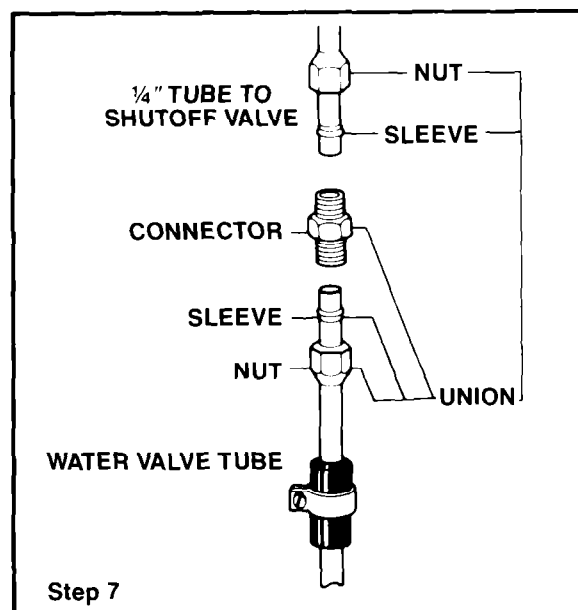 NUT
¼" TUBE TO
SHUTOFF VALVE
SLEEVE
CONNECTOR
SLEEVE
NUT
UNION
WATER VALVE TUBE
Step 7